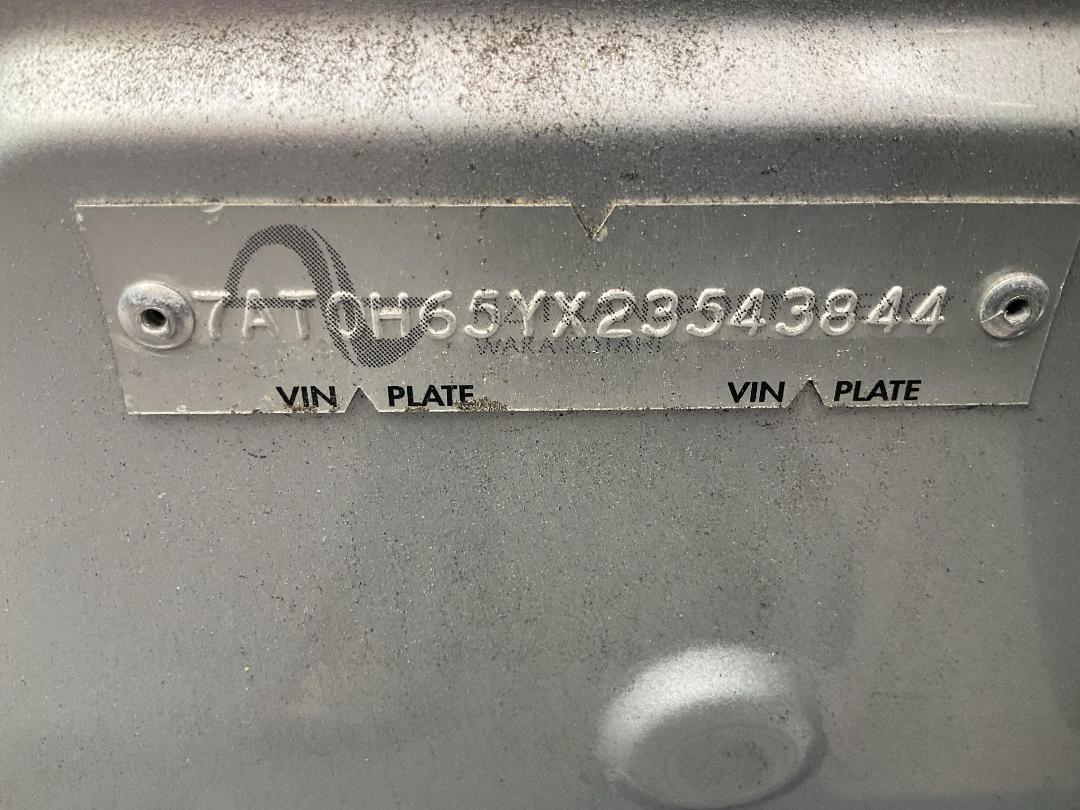 7AT0H65YX23543844
WAKA KOTAHI
VIN PLATE VIN PLATE